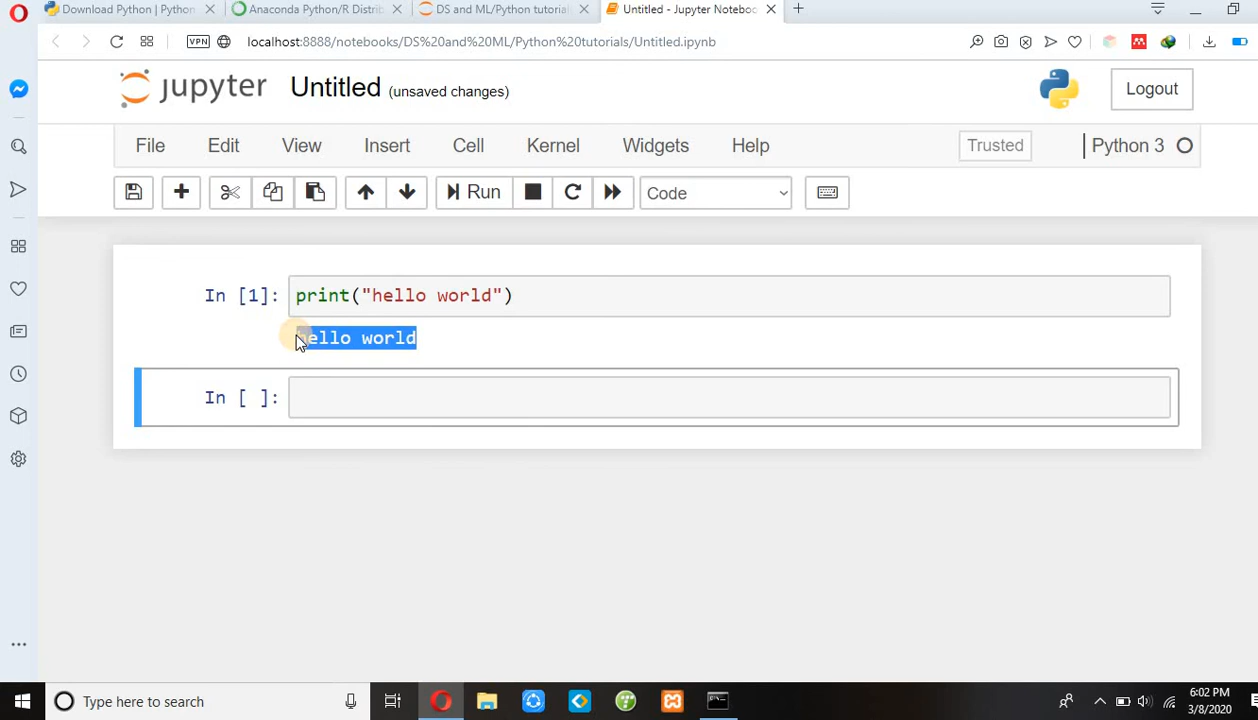 Download Python | Python
Anaconda Python/R Distrib
DS and ML/Python tutorial
Untitled - Jupyter Noteboo
VPN
localhost:8888/notebooks/DS%20and%20ML/Python%20tutorials/Untitled.ipynb
jupyter Untitled (unsaved changes)
Logout
File Edit View Insert Cell Kernel Widgets Help
Trusted
Python 3
Run
Code
In [1]: print("hello world")
hello world
In [ ]:
Type here to search
6:02 PM
3/8/2020